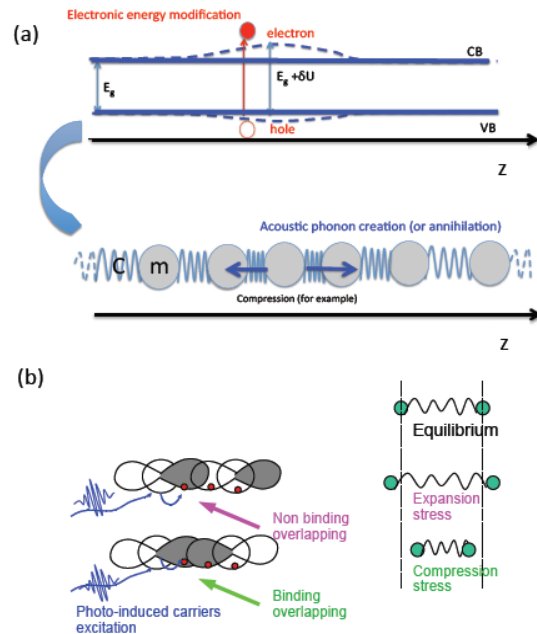 (a)
Electronic energy modification
electron
CB
Eg
Eg +δU
hole
VB
z
Acoustic phonon creation (or annihilation)
C
m
Compression (for example)
z
(b)
Equilibrium
Expansion
stress
Non binding
overlapping
Compression
stress
Binding
overlapping
Photo-induced carriers
excitation